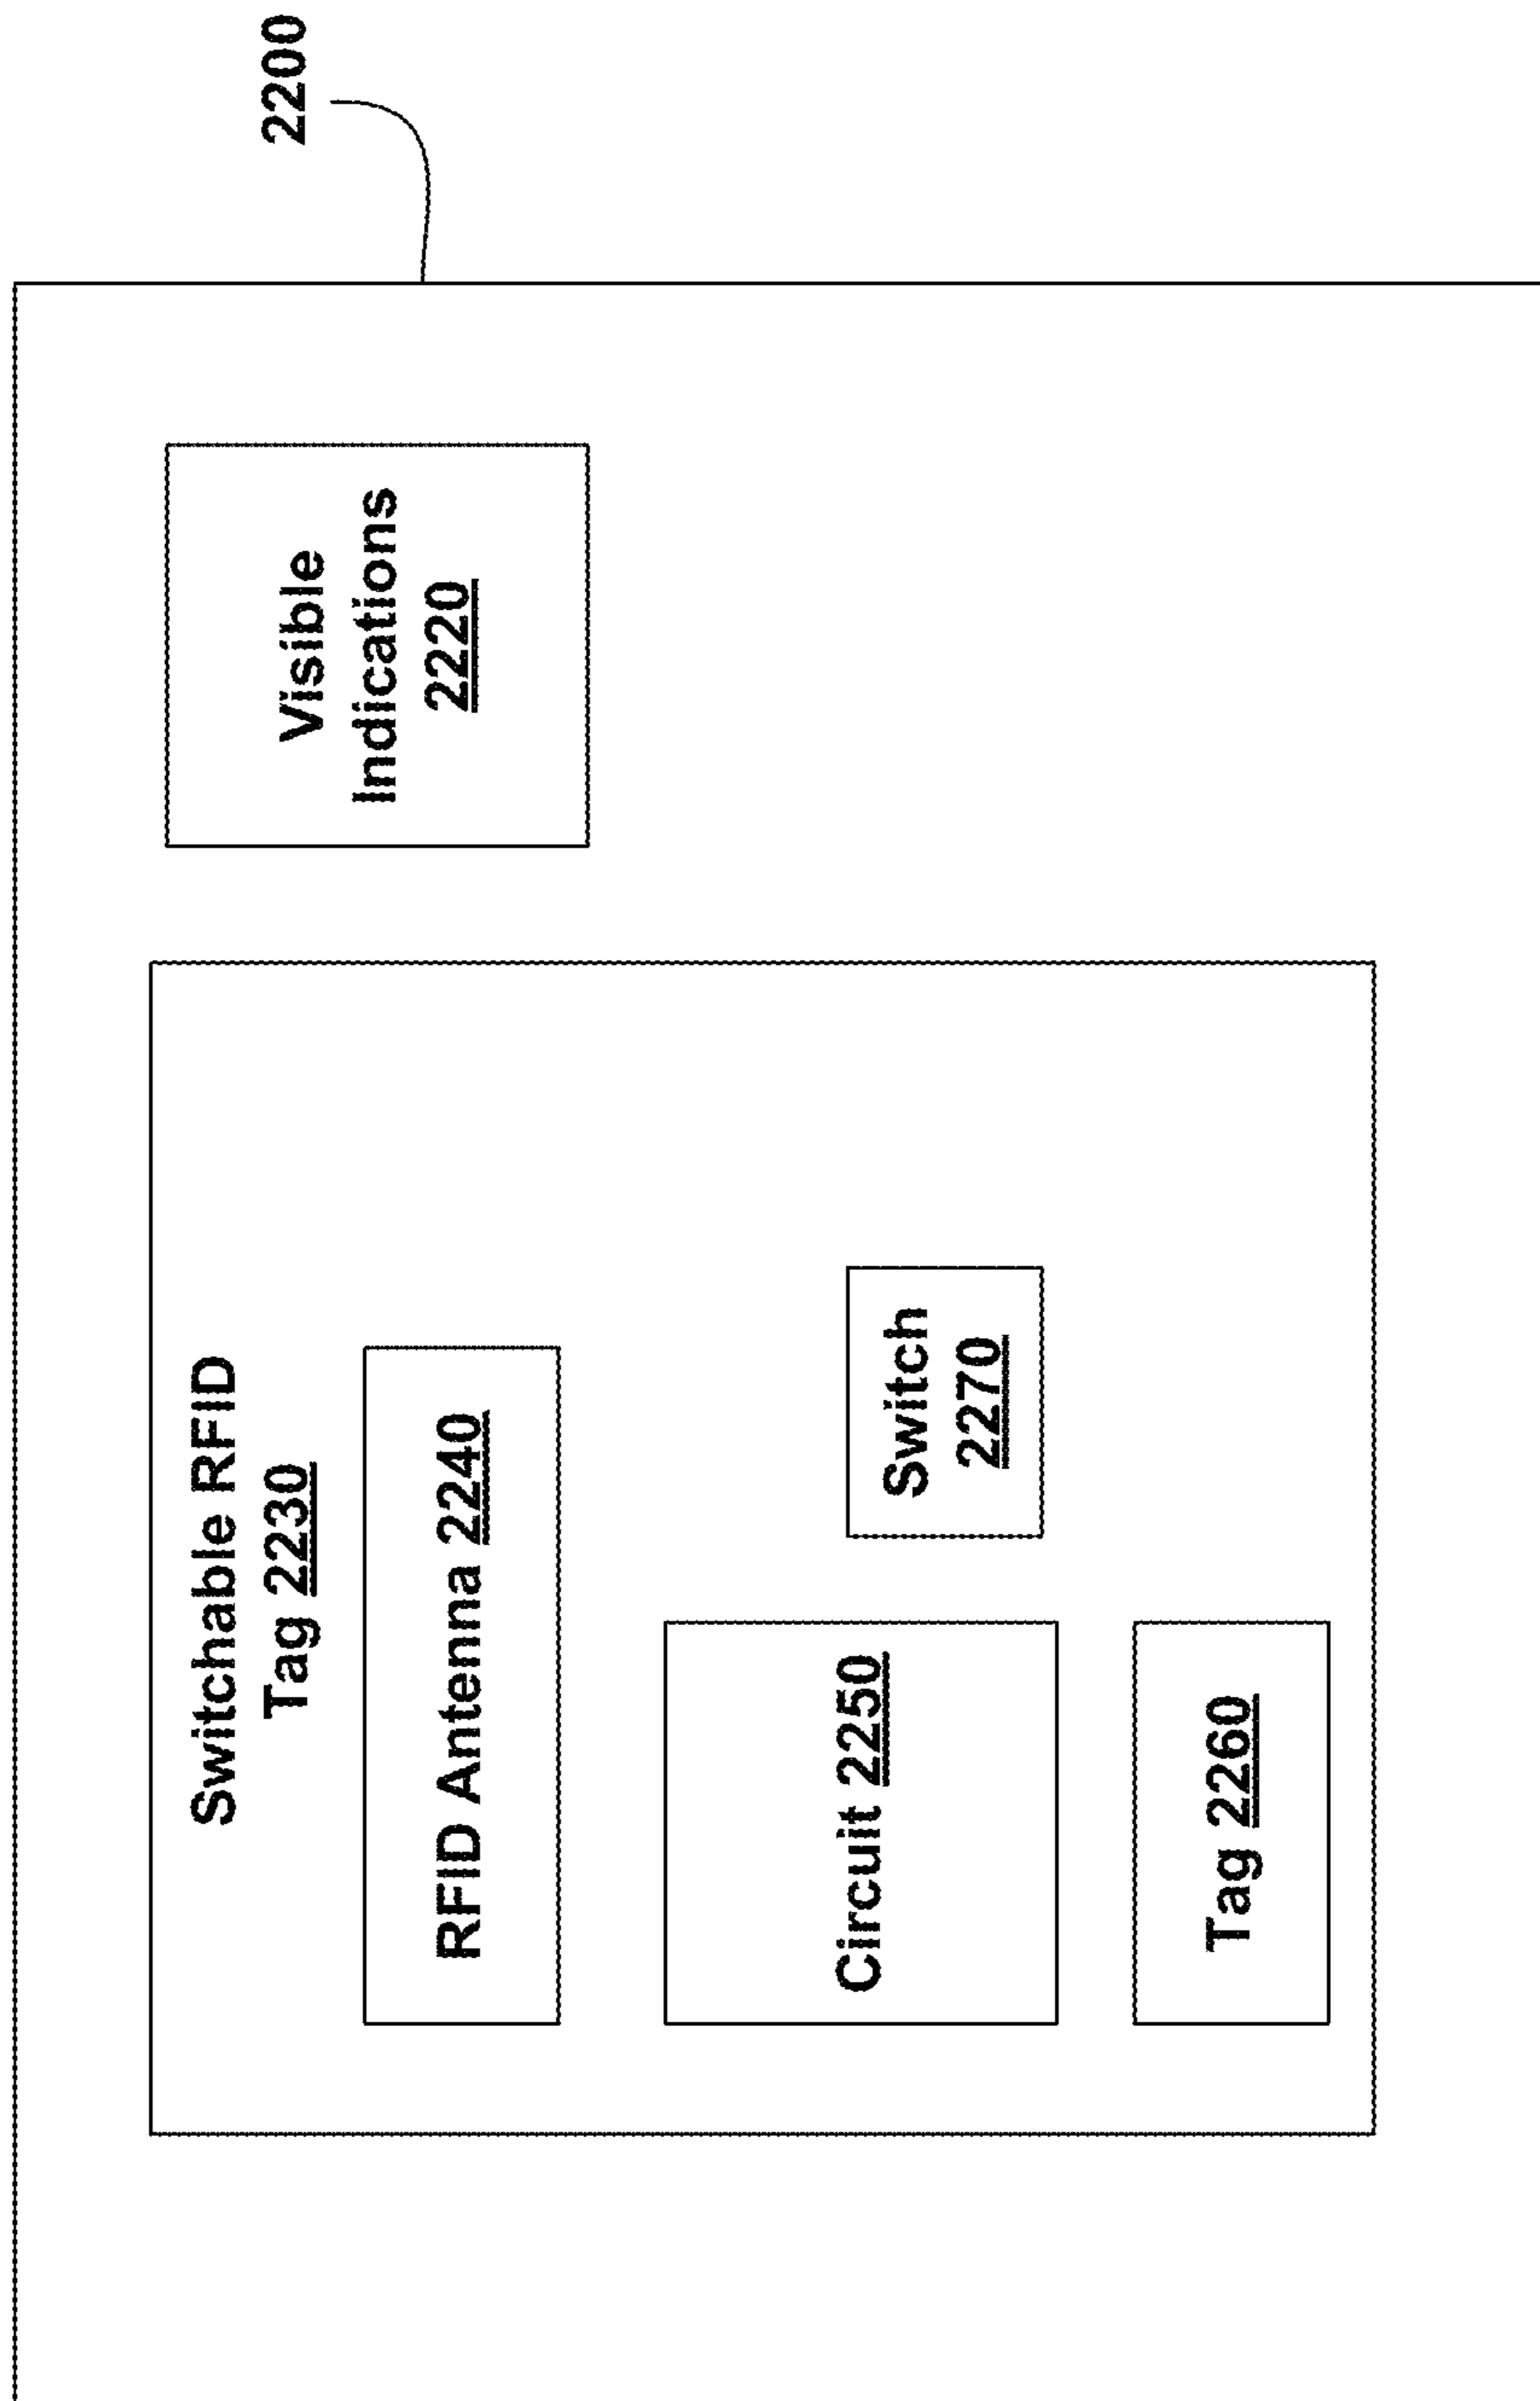 2200
Switchable RFID
Tag 2230
RFID Antenna 2240
Circuit 2250
Switch
2270
Tag 2260
Visible
Indications
2220